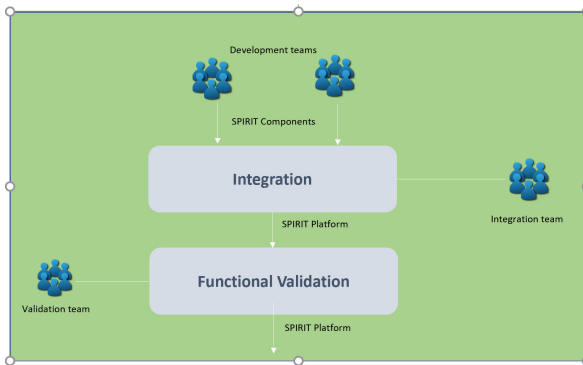 Development teams
SPIRIT Components
Integration
Integration team
SPIRIT Platform
Functional Validation
Validation team
SPIRIT Platform